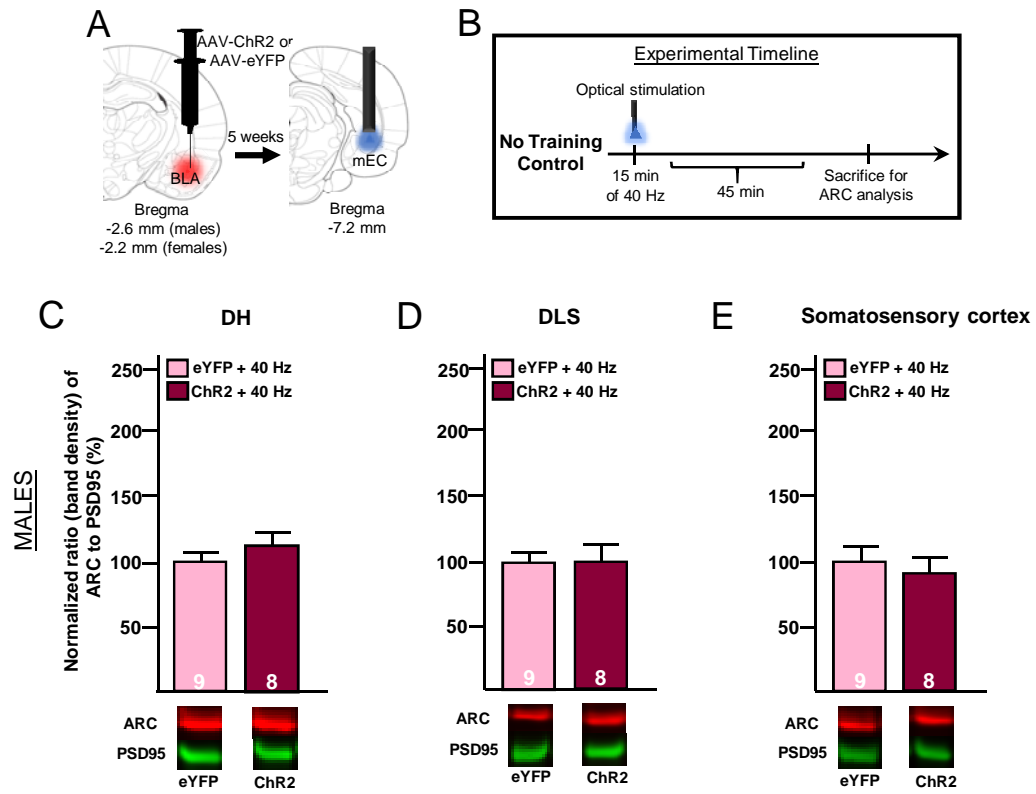 A
AAV-ChR2 or
AAV-eYFP
5 weeks
BLA
mEC
Bregma
-2.6 mm (males)
-2.2 mm (females)
Bregma
-7.2 mm
B
Experimental Timeline
Optical stimulation
No Training
Control
15 min
of 40 Hz
45 min
Sacrifice for
ARC analysis
MALES
C
DH
Normalized ratio (band density) of
ARC to PSD95 (%)
250
200
150
100
50
eYFP + 40 Hz
ChR2 + 40 Hz
9
8
ARC
PSD95
eYFP
ChR2
D
DLS
250
200
150
100
50
eYFP + 40 Hz
ChR2 + 40 Hz
9
8
ARC
PSD95
eYFP
ChR2
E
Somatosensory cortex
250
200
150
100
50
eYFP + 40 Hz
ChR2 + 40 Hz
9
8
ARC
PSD95
eYFP
ChR2